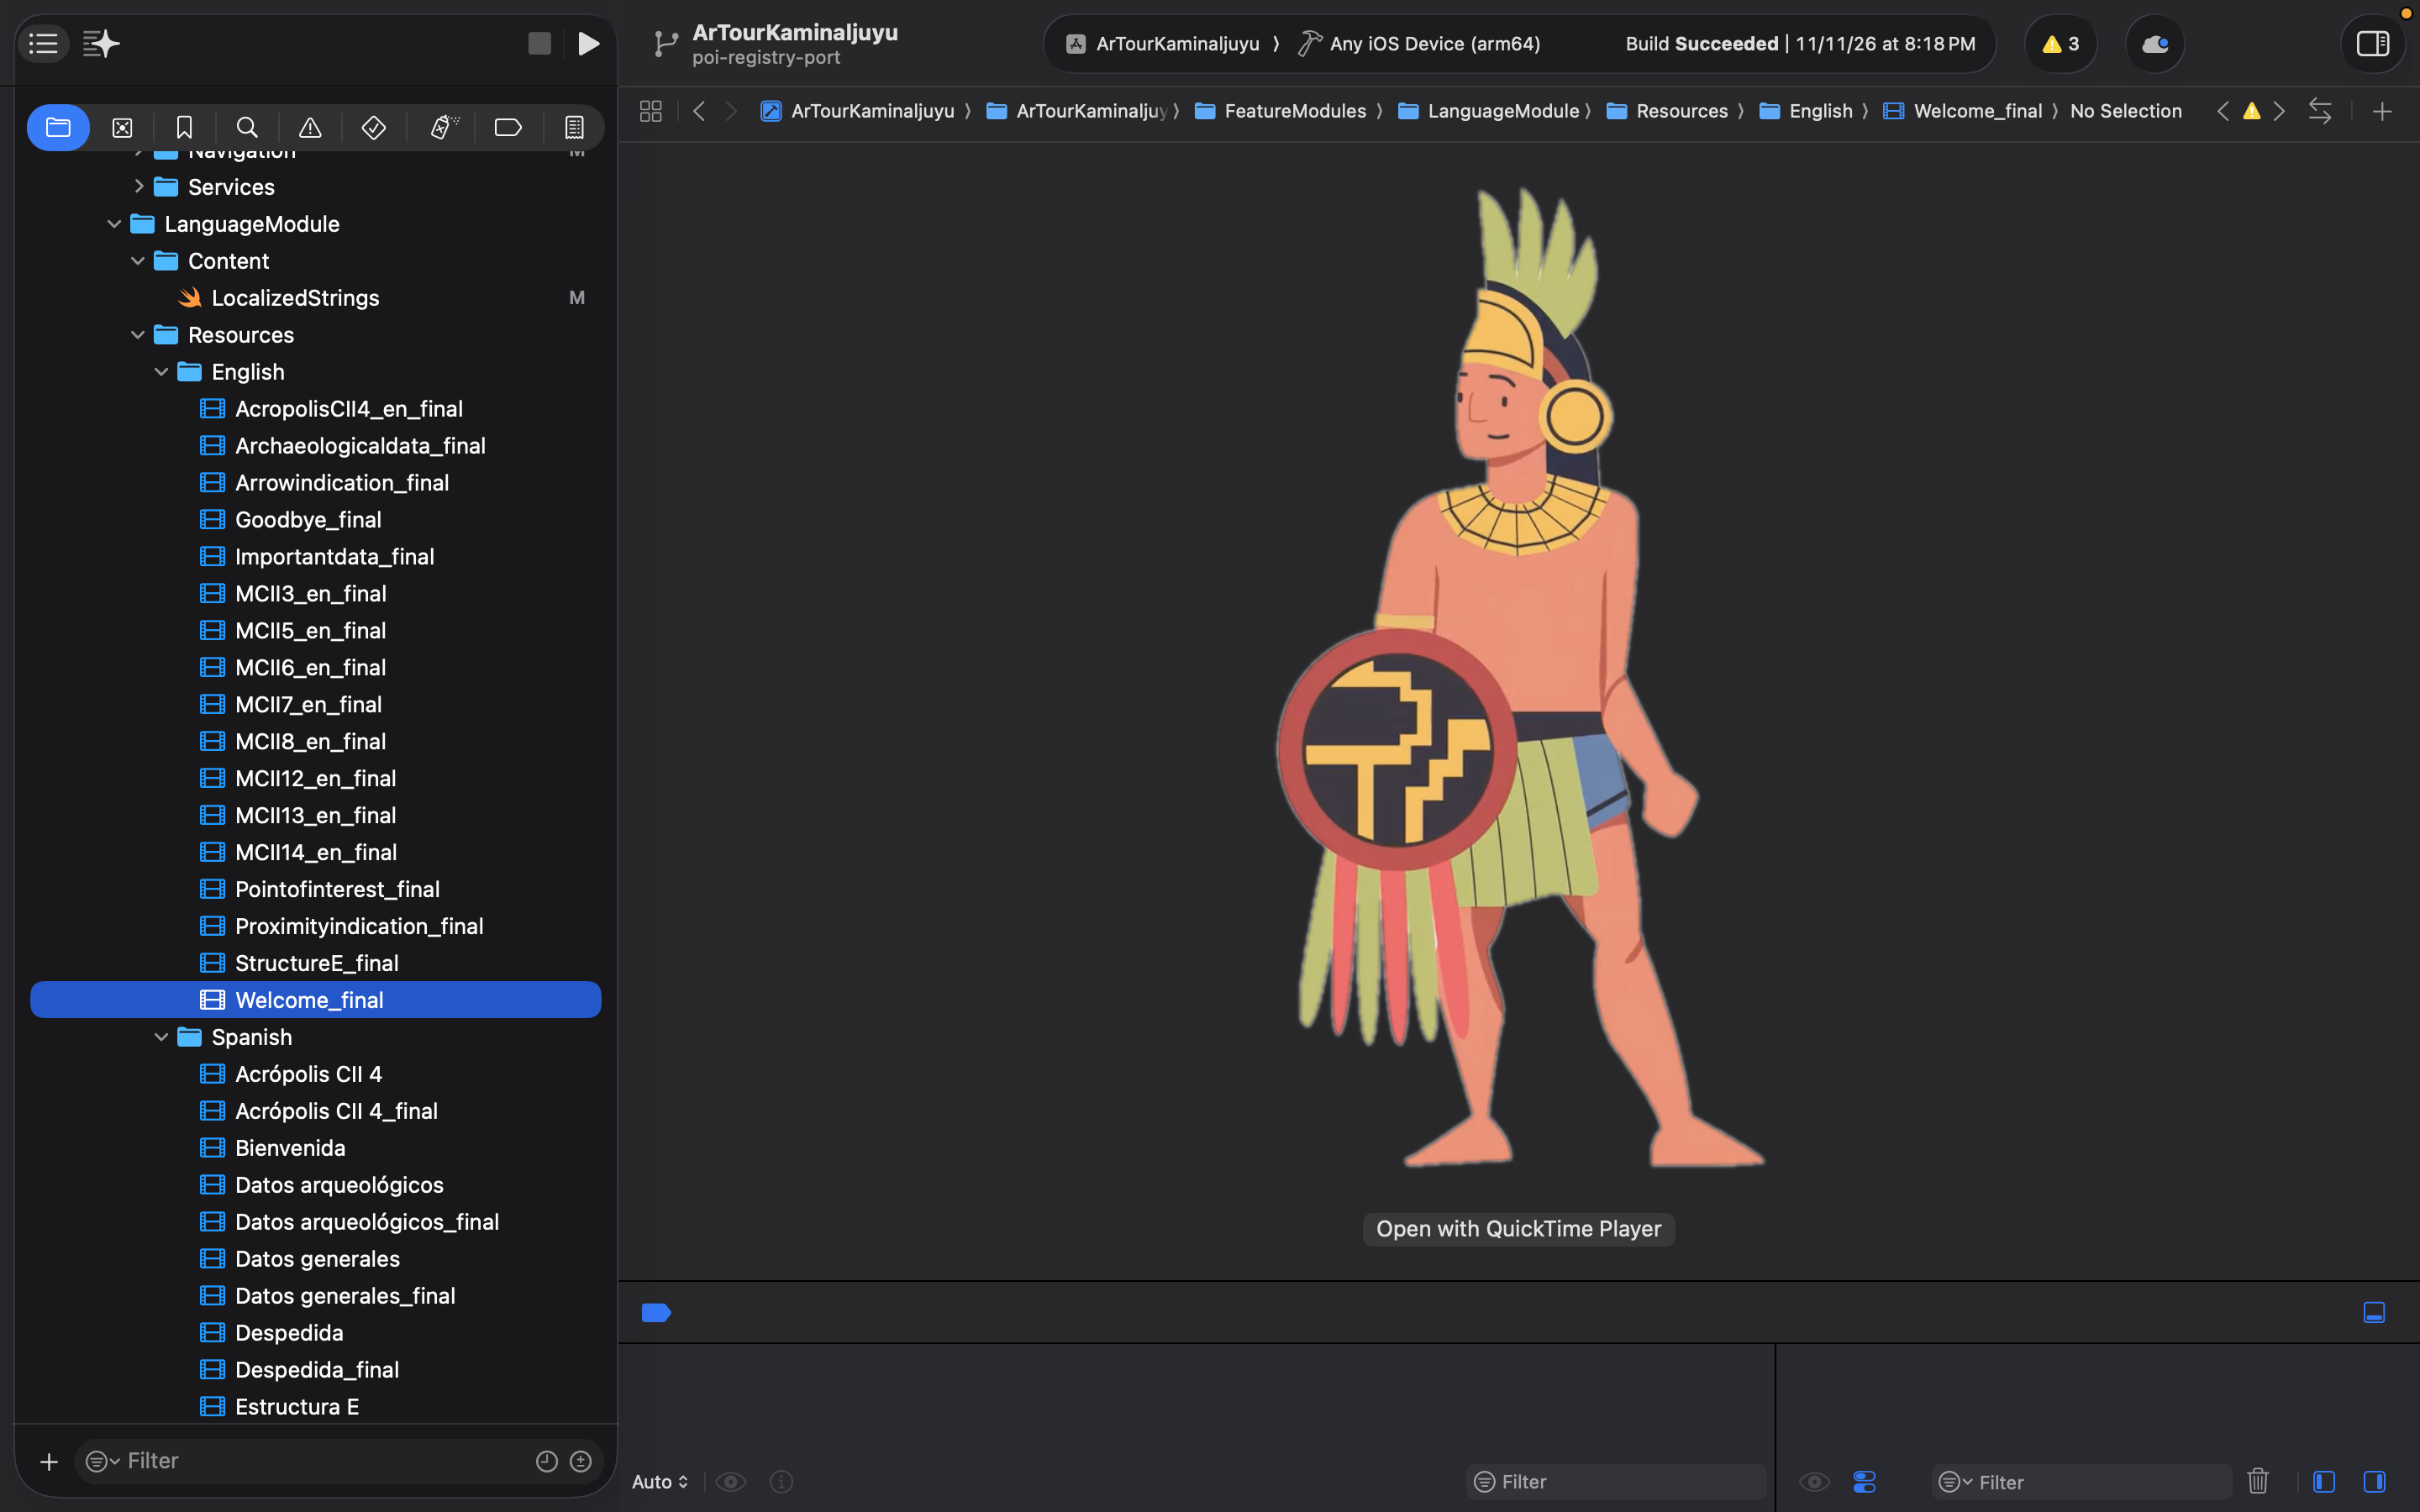 ArTourKaminaljuyu
poi-registry-port
ArTourKaminaljuyu
Any iOS Device (arm64)
Build Succeeded | 11/11/26 at 8:18 PM
3
ArTourKaminaljuyu
ArTourKaminaljuy
FeatureModules
LanguageModule
Resources
English
Welcome_final
No Selection
Navigation
M
Services
LanguageModule
Content
LocalizedStrings
M
Resources
English
AcropolisCII4_en_final
Archaeologicaldata_final
Arrowindication_final
Goodbye_final
Importantdata_final
MCII3_en_final
MCII5_en_final
MCII6_en_final
MCII7_en_final
MCII8_en_final
MCII12_en_final
MCII13_en_final
MCII14_en_final
Pointofinterest_final
Proximityindication_final
StructureE_final
Welcome_final
Spanish
Acrópolis CII 4
Acrópolis CII 4_final
Bienvenida
Datos arqueológicos
Datos arqueológicos_final
Datos generales
Datos generales_final
Despedida
Despedida_final
Estructura E
Filter
Open with QuickTime Player
Auto
Filter
Filter